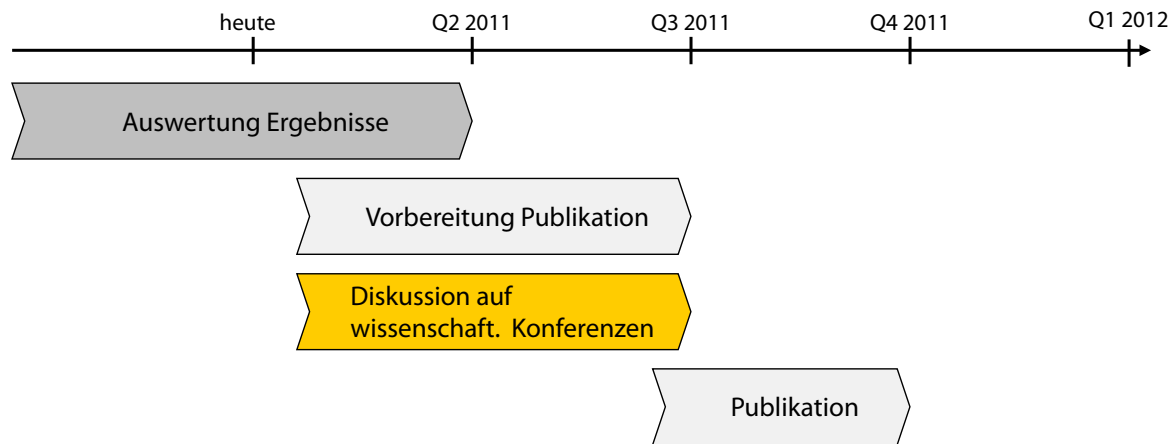 heute
Q2 2011
Q3 2011
Q4 2011
Q1 2012
Auswertung Ergebnisse
Vorbereitung Publikation
Diskussion auf
wissenschaft. Konferenzen
Publikation